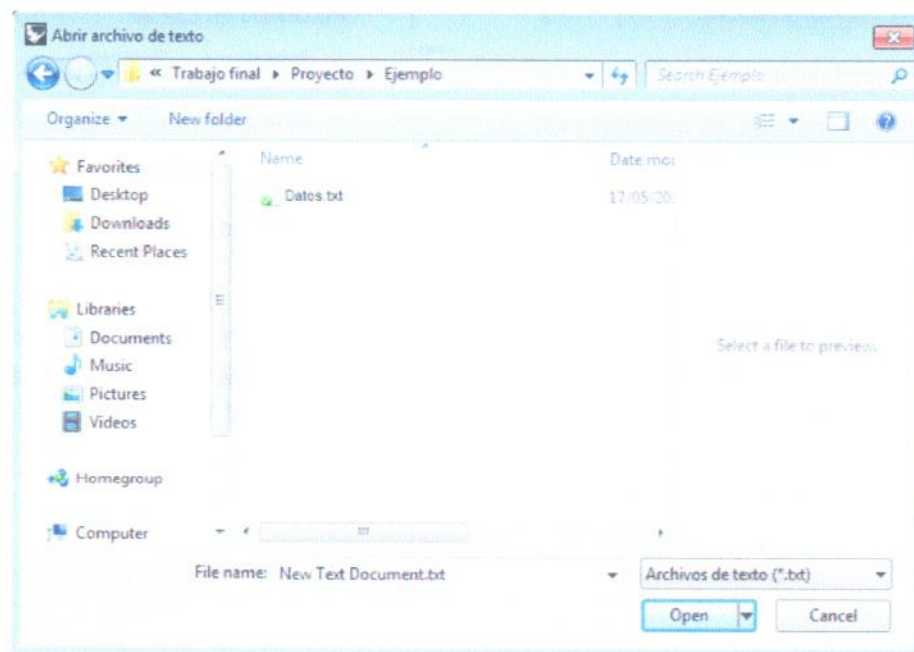 Abrir archivo de texto
« Trabajo final ▸ Proyecto ▸ Ejemplo
Search Ejemplo
Organize
New folder
Favorites
Desktop
Downloads
Recent Places
Libraries
Documents
Music
Pictures
Videos
Homegroup
Computer
Name
Date mo
Datos.txt
17/05/20
Select a file to preview.
File name: New Text Document.txt
Archivos de texto (*.txt)
Open
Cancel